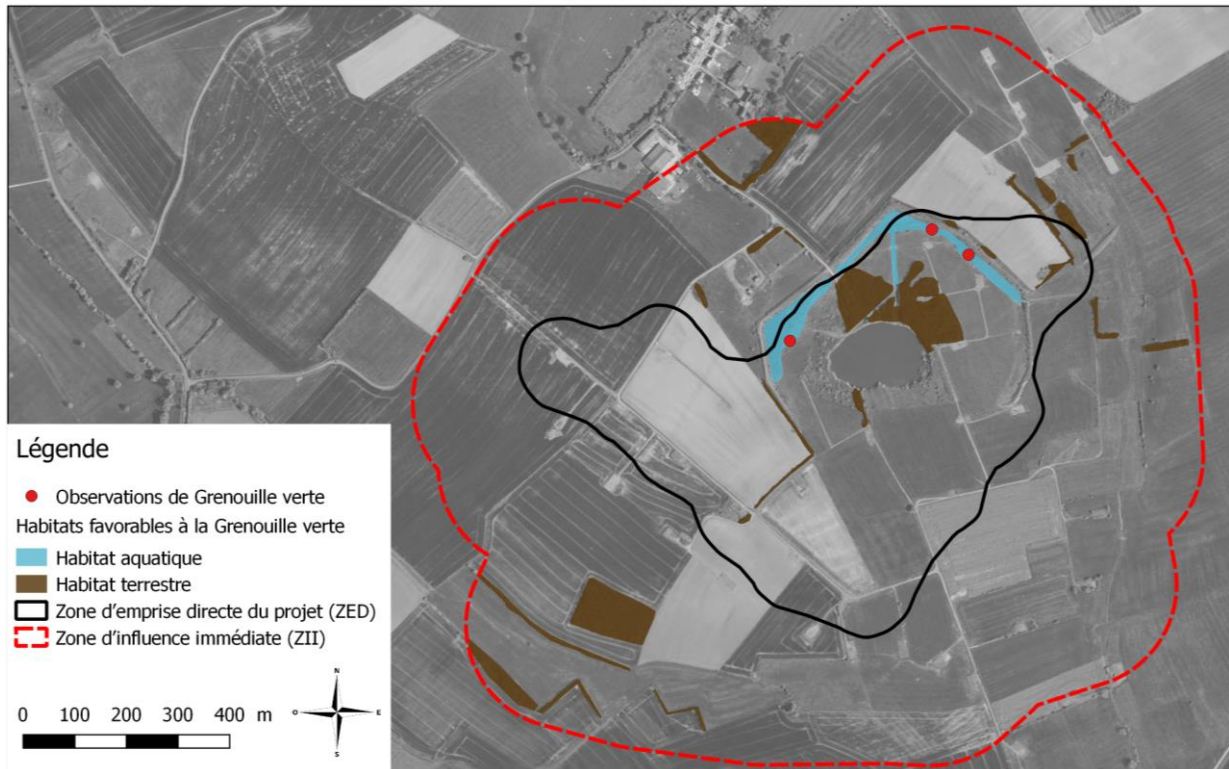 Légende
Observations de Grenouille verte
Habitats favorables à la Grenouille verte
Habitat aquatique
Habitat terrestre
Zone d'emprise directe du projet (ZED)
Zone d'influence immédiate (ZII)
0 100 200 300 400 m
N
O E
S